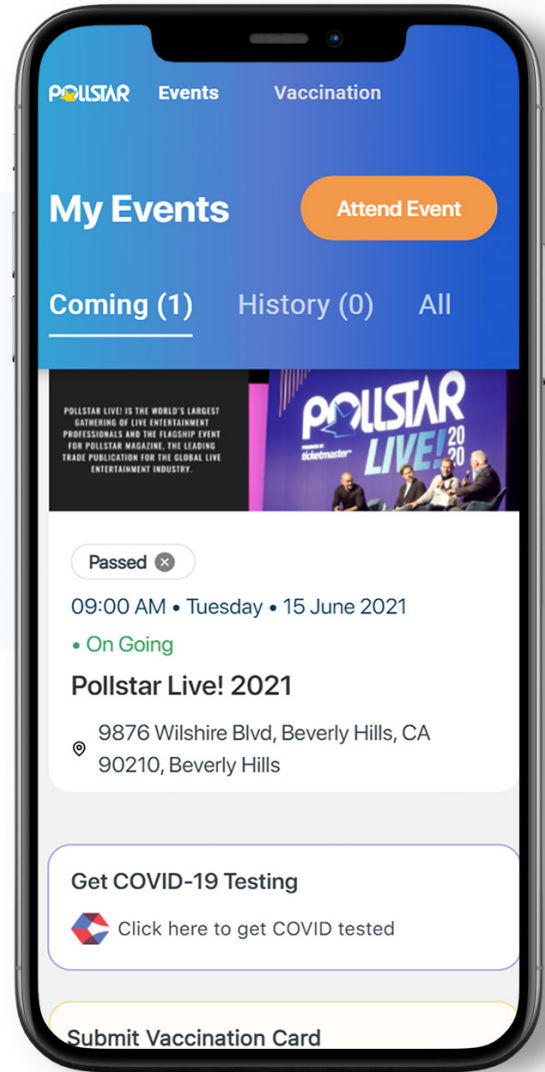 POLLSTAR Events Vaccination
My Events Attend Event
Coming (1) History (0) All
POLLSTAR LIVE! IS THE WORLD'S LARGEST
GATHERING OF LIVE ENTERTAINMENT
PROFESSIONALS AND THE FLAGSHIP EVENT
FOR POLLSTAR MAGAZINE, THE LEADING
TRADE PUBLICATION FOR THE GLOBAL LIVE
ENTERTAINMENT INDUSTRY.
POLLSTAR
POWERED BY
ticketmaster
LIVE! 20
20
Passed
09:00 AM • Tuesday • 15 June 2021
• On Going
Pollstar Live! 2021
9876 Wilshire Blvd, Beverly Hills, CA
90210, Beverly Hills
Get COVID-19 Testing
Click here to get COVID tested
Submit Vaccination Card